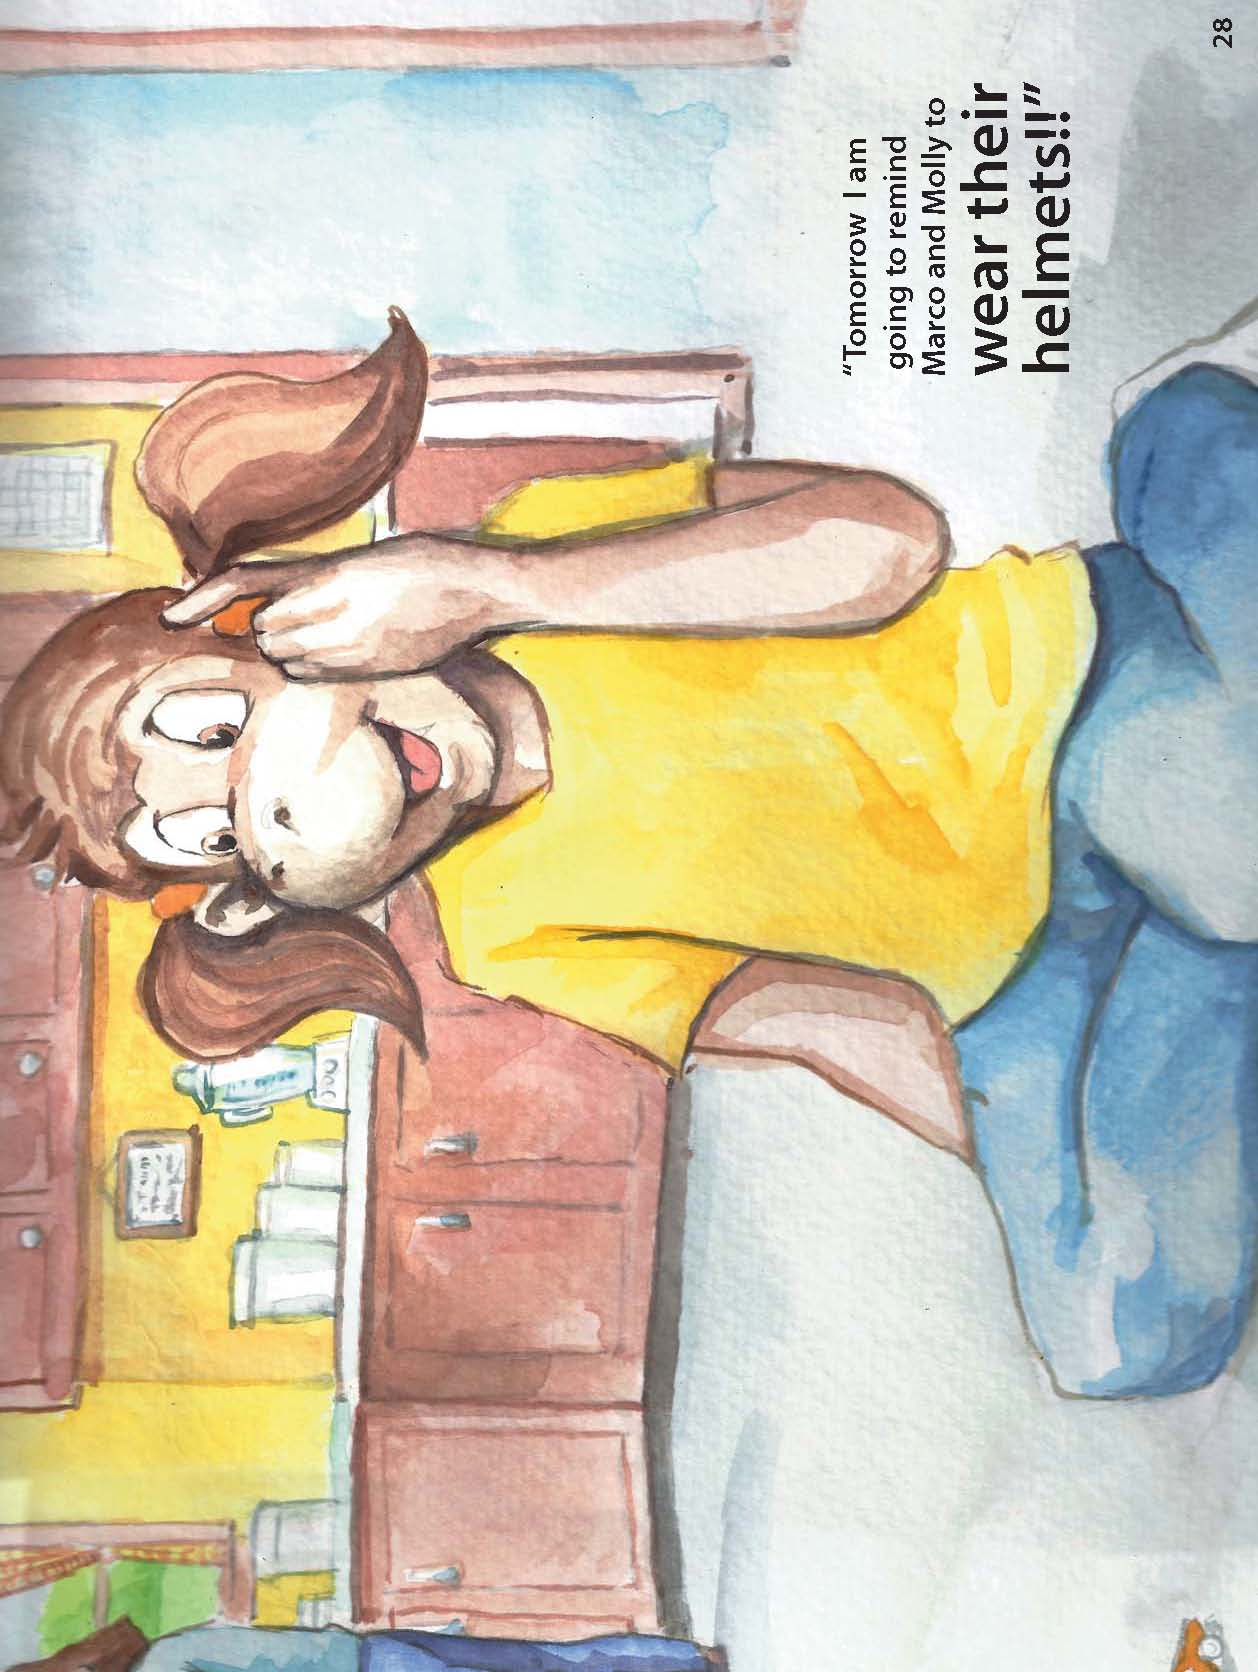 “Tomorrow I am
going to remind
Marco and Molly to
wear their
helmets!!”
28